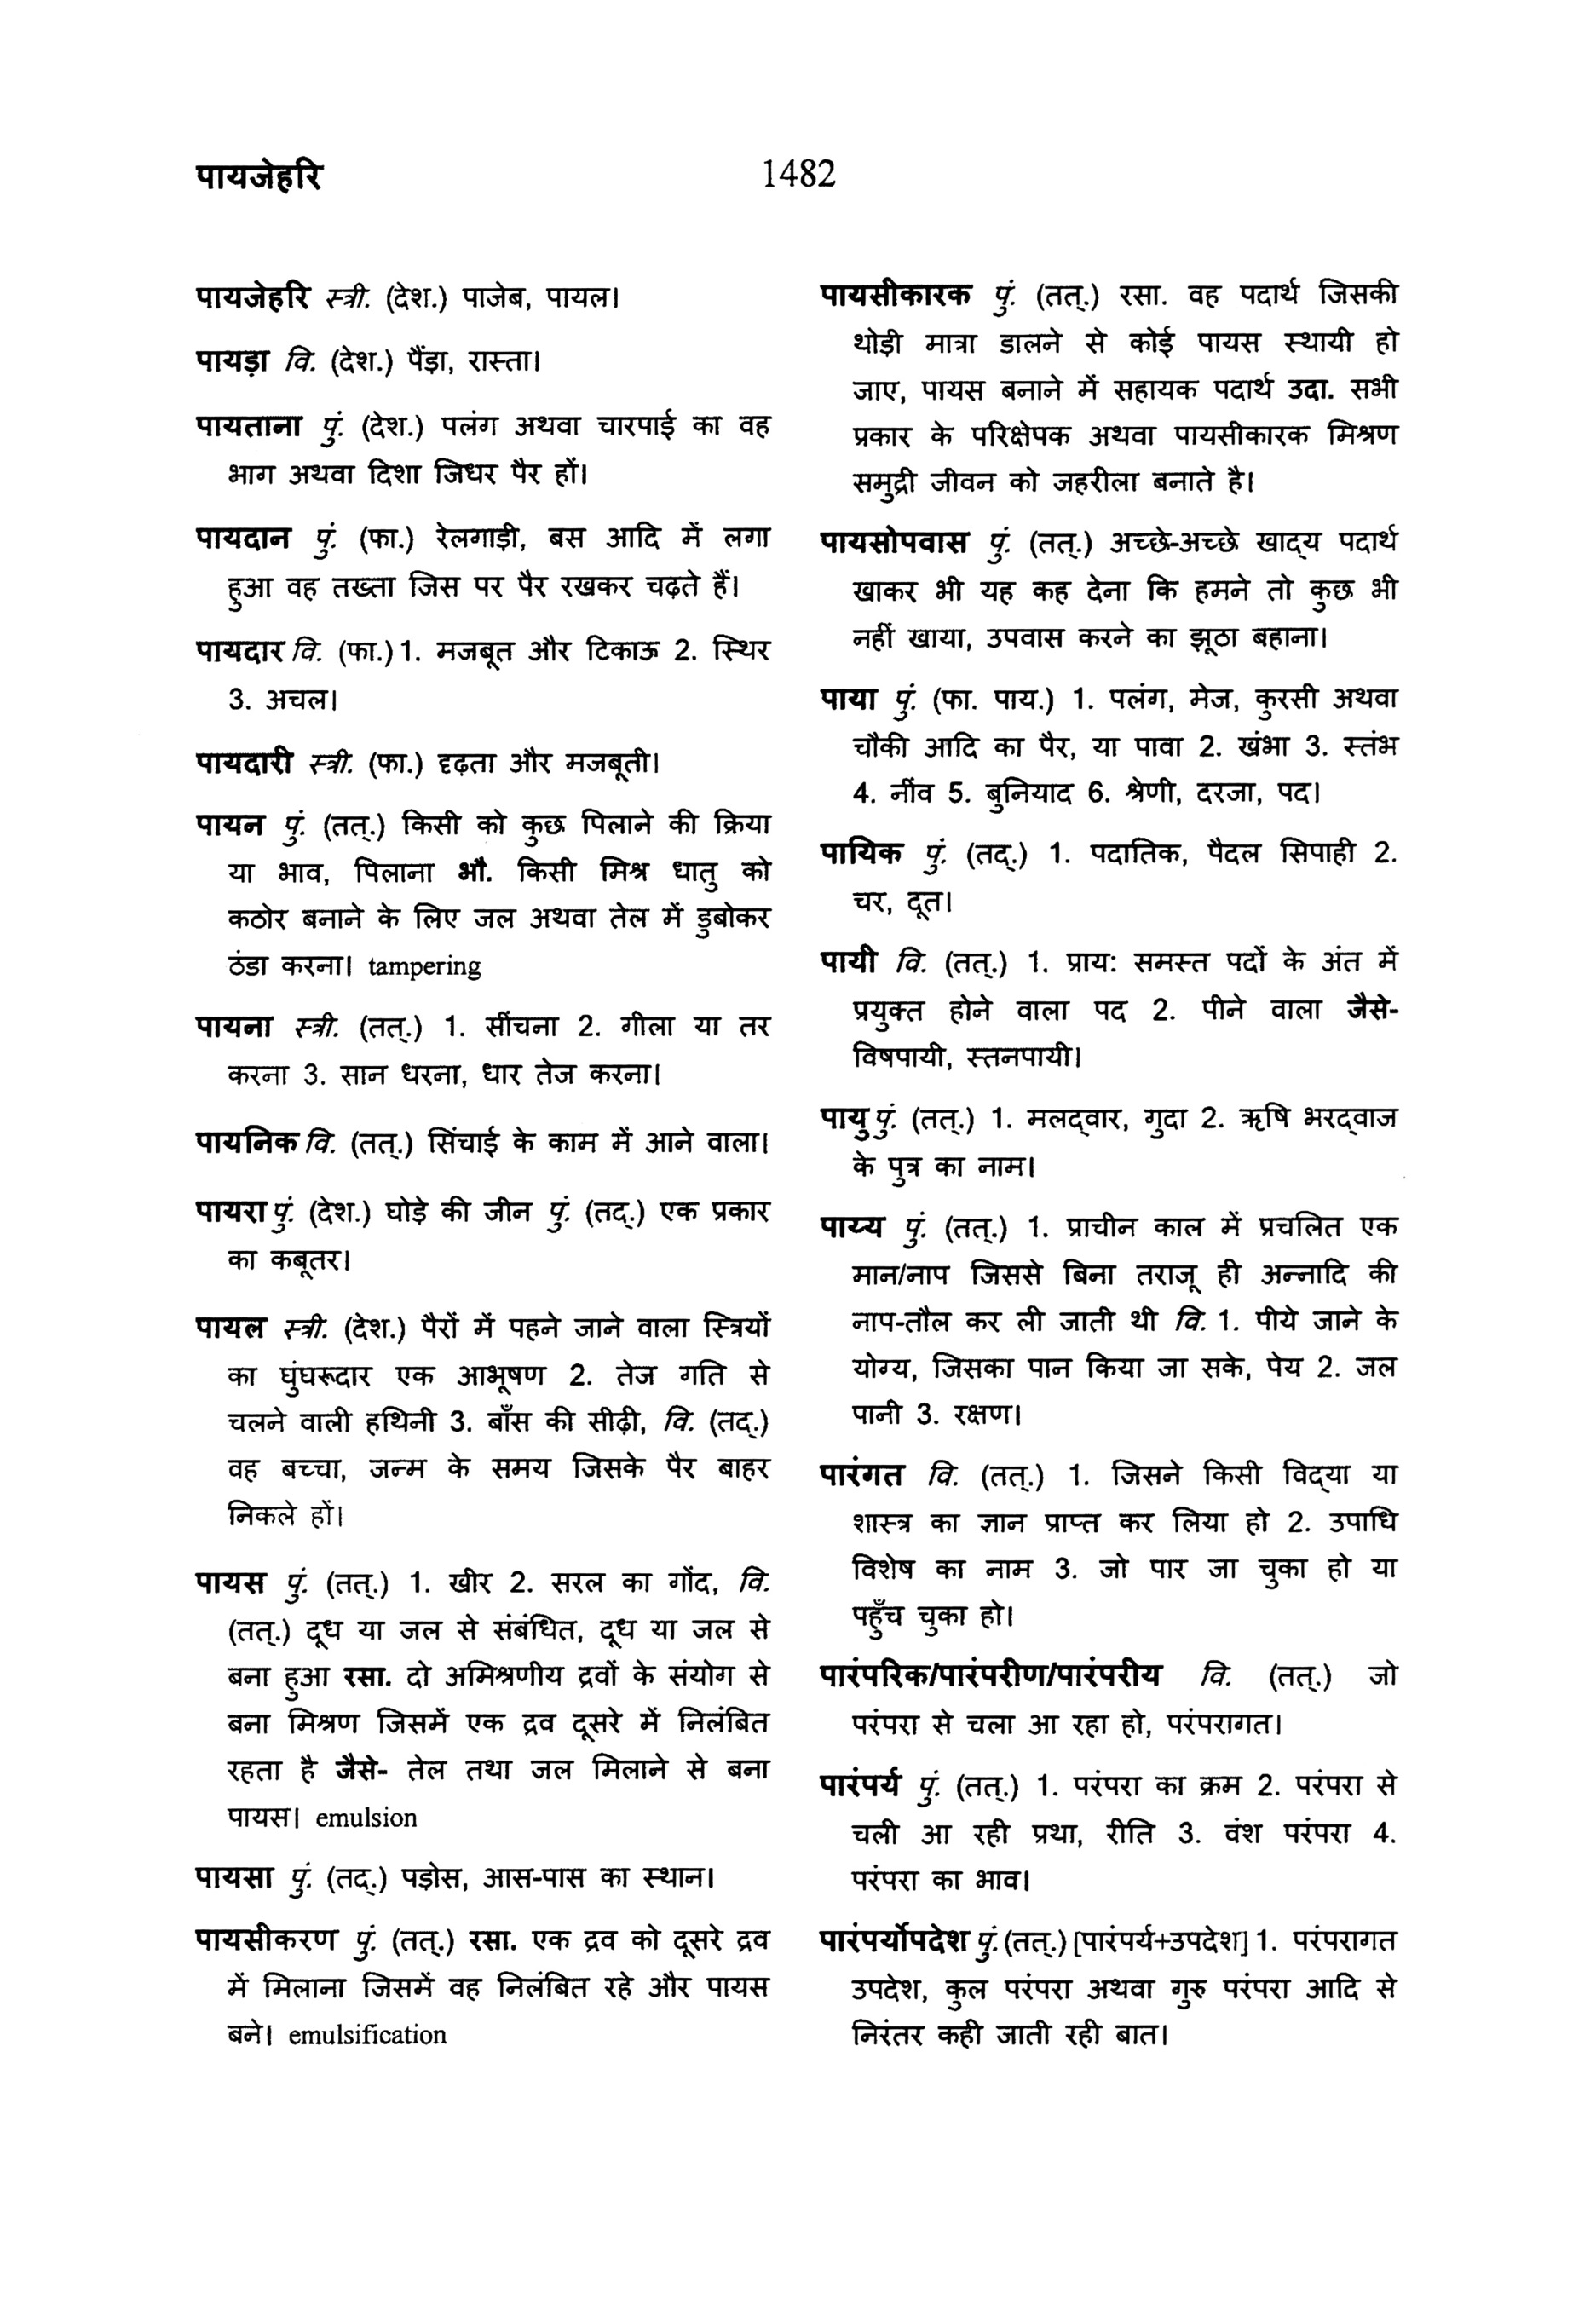 पायजेहरि
1482
पायजेहरि स्त्री. (देश.) पाजेब, पायल।
पायड़ा वि. (देश.) पैंड़ा, रास्ता।
पायताना पुं. (देश.) पलंग अथवा चारपाई का वह
भाग अथवा दिशा जिधर पैर हों।
पायदान पुं. (फा.) रेलगाड़ी, बस आदि में लगा
हुआ वह तख्ता जिस पर पैर रखकर चढ़ते हैं।
पायदार वि. (फा.) 1. मजबूत और टिकाऊ 2. स्थिर
3. अचल।
पायदारी स्त्री. (फा.) दृढ़ता और मजबूती।
पायन पुं. (तत्.) किसी को कुछ पिलाने की क्रिया
या भाव, पिलाना भौ. किसी मिश्र धातु को
कठोर बनाने के लिए जल अथवा तेल में डुबोकर
ठंडा करना। tampering
पायना स्त्री. (तत्.) 1. सींचना 2. गीला या तर
करना 3. सान धरना, धार तेज करना।
पायनिक वि. (तत्.) सिंचाई के काम में आने वाला।
पायरा पुं. (देश.) घोड़े की जीन पुं. (तद्.) एक प्रकार
का कबूतर।
पायल स्त्री. (देश.) पैरों में पहने जाने वाला स्त्रियों
का घुंघरूदार एक आभूषण 2. तेज गति से
चलने वाली हथिनी 3. बाँस की सीढ़ी, वि. (तद्.)
वह बच्चा, जन्म के समय जिसके पैर बाहर
निकले हों।
पायस पुं. (तत्.) 1. खीर 2. सरल का गोंद, वि.
(तत्.) दूध या जल से संबंधित, दूध या जल से
बना हुआ रसा. दो अमिश्रणीय द्रवों के संयोग से
बना मिश्रण जिसमें एक द्रव दूसरे में निलंबित
रहता है जैसे- तेल तथा जल मिलाने से बना
पायस। emulsion
पायसा पुं. (तद्.) पड़ोस, आस-पास का स्थान।
पायसीकरण पुं. (तत्.) रसा. एक द्रव को दूसरे द्रव
में मिलाना जिसमें वह निलंबित रहे और पायस
बने। emulsification
पायसीकारक पुं. (तत्.) रसा. वह पदार्थ जिसकी
थोड़ी मात्रा डालने से कोई पायस स्थायी हो
जाए, पायस बनाने में सहायक पदार्थ उदा. सभी
प्रकार के परिक्षेपक अथवा पायसीकारक मिश्रण
समुद्री जीवन को जहरीला बनाते है।
पायसोपवास पुं. (तत्.) अच्छे-अच्छे खाद्‌य पदार्थ
खाकर भी यह कह देना कि हमने तो कुछ भी
नहीं खाया, उपवास करने का झूठा बहाना।
पाया पुं. (फा. पाय.) 1. पलंग, मेज, कुरसी अथवा
चौकी आदि का पैर, या पावा 2. खंभा 3. स्तंभ
4. नींव 5. बुनियाद 6. श्रेणी, दरजा, पद।
पायिक पुं. (तद्.) 1. पदातिक, पैदल सिपाही 2.
चर, दूत।
पायी वि. (तत्.) 1. प्राय: समस्त पदों के अंत में
प्रयुक्त होने वाला पद 2. पीने वाला जैसे-
विषपायी, स्तनपायी।
पायु पुं. (तत्.) 1. मलद्‌वार, गुदा 2. ऋषि भरद्‌वाज
के पुत्र का नाम।
पाय्य पुं. (तत्.) 1. प्राचीन काल में प्रचलित एक
मान/नाप जिससे बिना तराजू ही अन्नादि की
नाप-तौल कर ली जाती थी वि. 1. पीये जाने के
योग्य, जिसका पान किया जा सके, पेय 2. जल
पानी 3. रक्षण।
पारंगत वि. (तत्.) 1. जिसने किसी विद्‌या या
शास्त्र का ज्ञान प्राप्त कर लिया हो 2. उपाधि
विशेष का नाम 3. जो पार जा चुका हो या
पहुँच चुका हो।
पारंपरिक/पारंपरीण/पारंपरीय वि. (तत्.) जो
परंपरा से चला आ रहा हो, परंपरागत।
पारंपर्य पुं. (तत्.) 1. परंपरा का क्रम 2. परंपरा से
चली आ रही प्रथा, रीति 3. वंश परंपरा 4.
परंपरा का भाव।
पारंपर्योपदेश पुं. (तत्.) [पारंपर्य+उपदेश] 1. परंपरागत
उपदेश, कुल परंपरा अथवा गुरु परंपरा आदि से
निरंतर कही जाती रही बात।